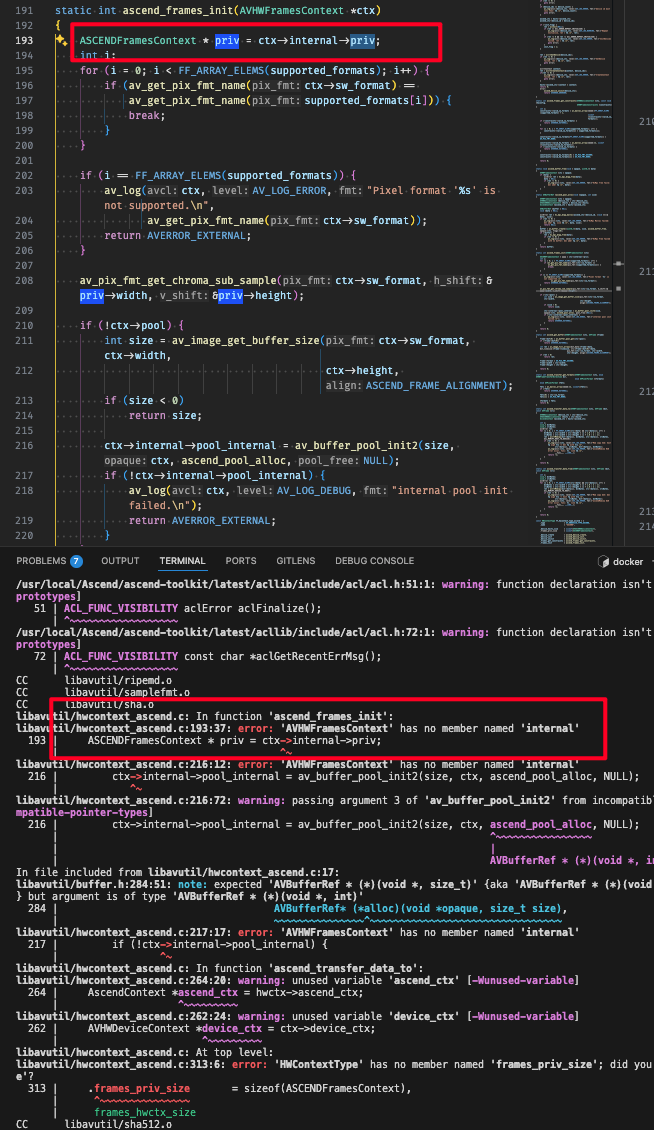 191 static int ascend_frames_init(AVHWFramesContext *ctx)
192 {
193 ASCENDFramesContext * priv = ctx->internal->priv;
194 int i;
195 for (i = 0; i < FF_ARRAY_ELEMS(supported_formats); i++) {
196 if (av_get_pix_fmt_name(pix_fmt: ctx->sw_format) ==
197 av_get_pix_fmt_name(pix_fmt: supported_formats[i])) {
198 break;
199 }
200 }
201
202 if (i == FF_ARRAY_ELEMS(supported_formats)) {
203 av_log(avcl: ctx, level: AV_LOG_ERROR, fmt: "Pixel format '%s' is
not supported.\n",
204 av_get_pix_fmt_name(pix_fmt: ctx->sw_format));
205 return AVERROR_EXTERNAL;
206 }
207
208 av_pix_fmt_get_chroma_sub_sample(pix_fmt: ctx->sw_format, h_shift: &
priv->width, v_shift: &priv->height);
209
210 if (!ctx->pool) {
211 int size = av_image_get_buffer_size(pix_fmt: ctx->sw_format,
ctx->width,
212 ctx->height,
align: ASCEND_FRAME_ALIGNMENT);
213 if (size < 0)
214 return size;
215
216 ctx->internal->pool_internal = av_buffer_pool_init2(size,
opaque: ctx, ascend_pool_alloc, pool_free: NULL);
217 if (!ctx->internal->pool_internal) {
218 av_log(avcl: ctx, level: AV_LOG_DEBUG, fmt: "internal pool init
failed.\n");
219 return AVERROR_EXTERNAL;
220 }
210
211
212
213
214
PROBLEMS 7 OUTPUT TERMINAL PORTS GITLENS DEBUG CONSOLE docker
/usr/local/Ascend/ascend-toolkit/latest/acllib/include/acl/acl.h:51:1: warning: function declaration isn't
prototypes]
51 | ACL_FUNC_VISIBILITY aclError aclFinalize();
| ^~~~~~~~~~~~~~~~~~~
/usr/local/Ascend/ascend-toolkit/latest/acllib/include/acl/acl.h:72:1: warning: function declaration isn't
prototypes]
72 | ACL_FUNC_VISIBILITY const char *aclGetRecentErrMsg();
| ^~~~~~~~~~~~~~~~~~~
CC libavutil/ripemd.o
CC libavutil/samplefmt.o
CC libavutil/sha.o
libavutil/hwcontext_ascend.c: In function 'ascend_frames_init':
libavutil/hwcontext_ascend.c:193:37: error: 'AVHWFramesContext' has no member named 'internal'
193 | ASCENDFramesContext * priv = ctx->internal->priv;
| ^~
libavutil/hwcontext_ascend.c:216:12: error: 'AVHWFramesContext' has no member named 'internal'
216 | ctx->internal->pool_internal = av_buffer_pool_init2(size, ctx, ascend_pool_alloc, NULL);
| ^~
libavutil/hwcontext_ascend.c:216:72: warning: passing argument 3 of 'av_buffer_pool_init2' from incompatibl
mpatible-pointer-types]
216 | ctx->internal->pool_internal = av_buffer_pool_init2(size, ctx, ascend_pool_alloc, NULL);
| ^~~~~~~~~~~~~~~~~
| |
| AVBufferRef * (*)(void *, in
In file included from libavutil/hwcontext_ascend.c:17:
libavutil/buffer.h:284:51: note: expected 'AVBufferRef * (*)(void *, size_t)' {aka 'AVBufferRef * (*)(void
} but argument is of type 'AVBufferRef * (*)(void *, int)'
284 | AVBufferRef* (*alloc)(void *opaque, size_t size),
| ~~~~~~~~~~~~~~^~~~~~~~~~~~~~~~~~~~~~~~~~~~~~~~~~
libavutil/hwcontext_ascend.c:217:17: error: 'AVHWFramesContext' has no member named 'internal'
217 | if (!ctx->internal->pool_internal) {
| ^~
libavutil/hwcontext_ascend.c: In function 'ascend_transfer_data_to':
libavutil/hwcontext_ascend.c:264:20: warning: unused variable 'ascend_ctx' [-Wunused-variable]
264 | AscendContext *ascend_ctx = hwctx->ascend_ctx;
| ^~~~~~~~~~
libavutil/hwcontext_ascend.c:262:24: warning: unused variable 'device_ctx' [-Wunused-variable]
262 | AVHWDeviceContext *device_ctx = ctx->device_ctx;
| ^~~~~~~~~~
libavutil/hwcontext_ascend.c: At top level:
libavutil/hwcontext_ascend.c:313:6: error: 'HWContextType' has no member named 'frames_priv_size'; did you
e'?
313 | .frames_priv_size = sizeof(ASCENDFramesContext),
| ^~~~~~~~~~~~~~~~
| frames_hwctx_size
CC libavutil/sha512.o